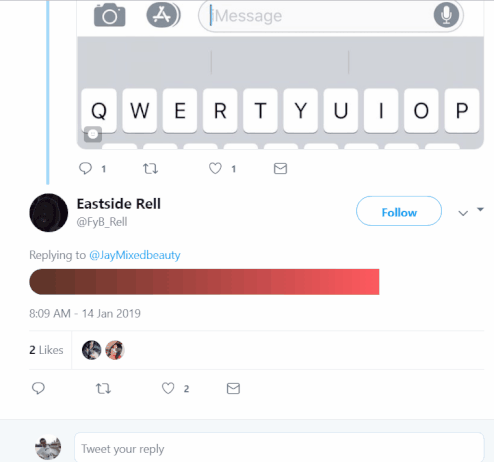 iMessage
Q W E R T Y U I O P
1 1
Eastside Rell
@FyB_Rell
Follow
Replying to @JayMixedbeauty
8:09 AM - 14 Jan 2019
2 Likes
2
Tweet your reply